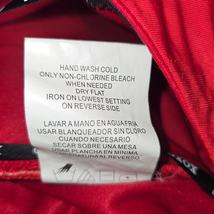 HAND WASH COLD
ONLY NON-CHLORINE BLEACH
WHEN NEEDED
DRY FLAT
IRON ON LOWEST SETTING
ON REVERSE SIDE
LAVAR A MANO EN AGUAFRIA
USAR BLANQUEADOR SIN CLORO
CUANDO NECESARIO
SECAR SOBRE UNA MESA
USAR PLANCHA EN MINIMA
REVERSO